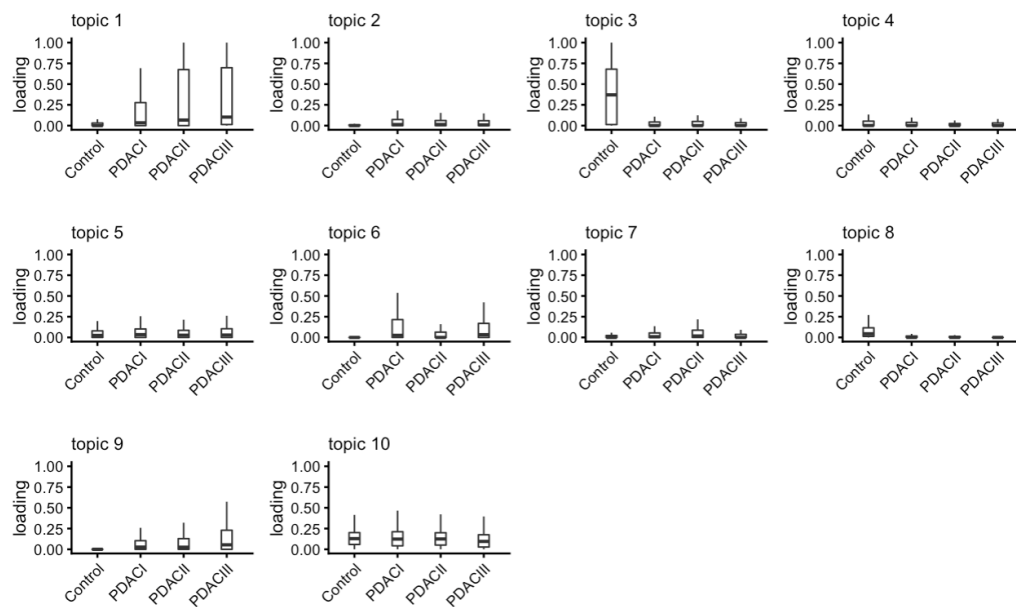 topic 1
topic 2
topic 3
topic 4
loading
1.00
0.75
0.50
0.25
0.00
Control
PDACI
PDACII
PDACIII
loading
1.00
0.75
0.50
0.25
0.00
Control
PDACI
PDACII
PDACIII
loading
1.00
0.75
0.50
0.25
0.00
Control
PDACI
PDACII
PDACIII
loading
1.00
0.75
0.50
0.25
0.00
Control
PDACI
PDACII
PDACIII
topic 5
topic 6
topic 7
topic 8
loading
1.00
0.75
0.50
0.25
0.00
Control
PDACI
PDACII
PDACIII
loading
1.00
0.75
0.50
0.25
0.00
Control
PDACI
PDACII
PDACIII
loading
1.00
0.75
0.50
0.25
0.00
Control
PDACI
PDACII
PDACIII
loading
1.00
0.75
0.50
0.25
0.00
Control
PDACI
PDACII
PDACIII
topic 9
topic 10
loading
1.00
0.75
0.50
0.25
0.00
Control
PDACI
PDACII
PDACIII
loading
1.00
0.75
0.50
0.25
0.00
Control
PDACI
PDACII
PDACIII